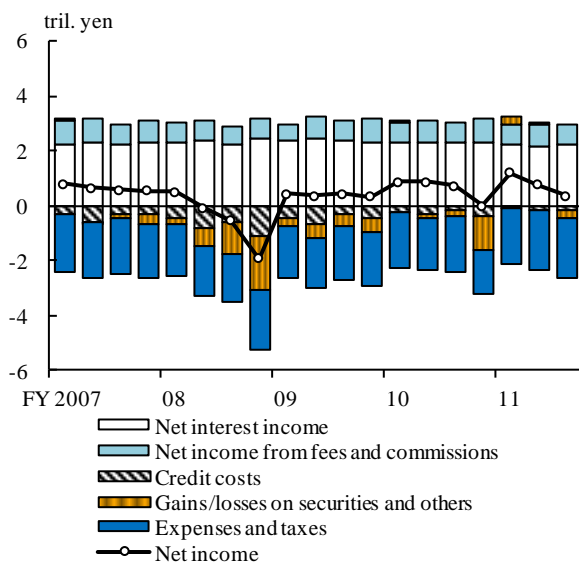 tril. yen
6
4
2
0
-2
-4
-6
FY 2007 08 09 10 11
Net interest income
Net income from fees and commissions
Credit costs
Gains/losses on securities and others
Expenses and taxes
Net income